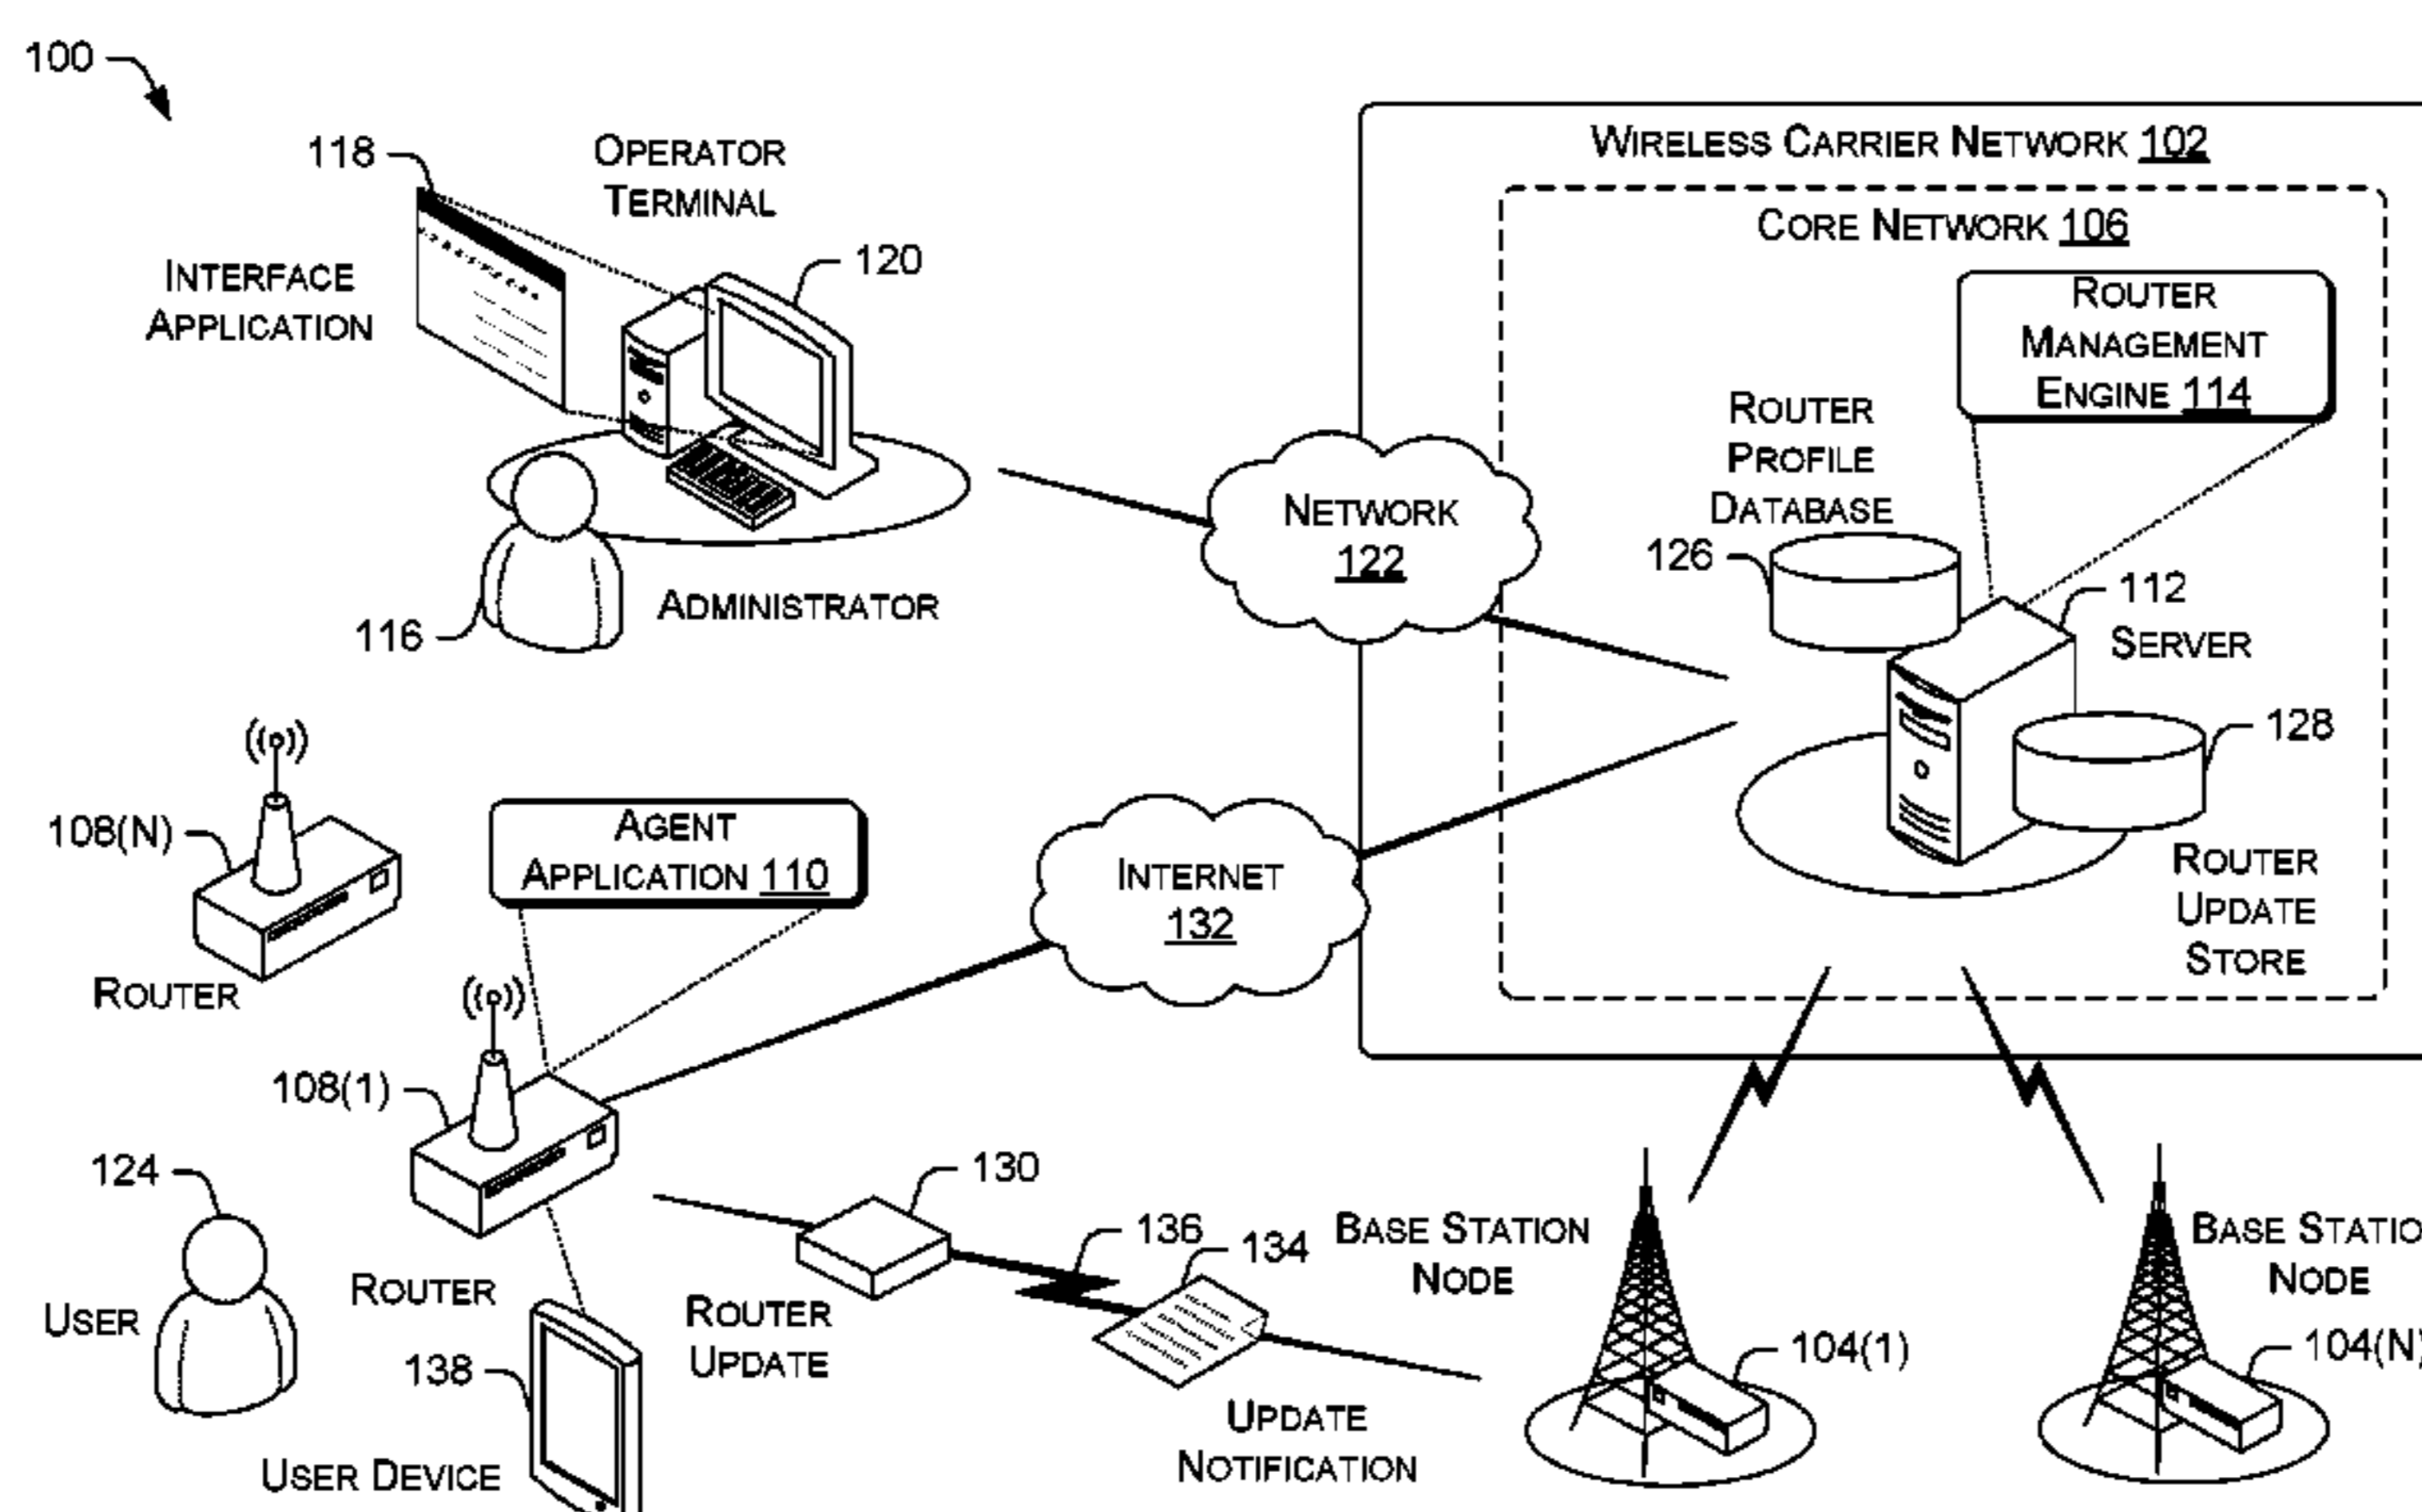 100
118
OPERATOR
TERMINAL
INTERFACE
APPLICATION
120
116
ADMINISTRATOR
WIRELESS CARRIER NETWORK 102
CORE NETWORK 106
ROUTER
MANAGEMENT
ENGINE 114
ROUTER
PROFILE
DATABASE
126
NETWORK
122
112
SERVER
128
ROUTER
UPDATE
STORE
108(N)
ROUTER
AGENT
APPLICATION 110
INTERNET
132
108(1)
ROUTER
124
USER
138
USER DEVICE
130
ROUTER
UPDATE
136
134
UPDATE
NOTIFICATION
BASE STATION
NODE
104(1)
BASE STATIO
NODE
104(N)